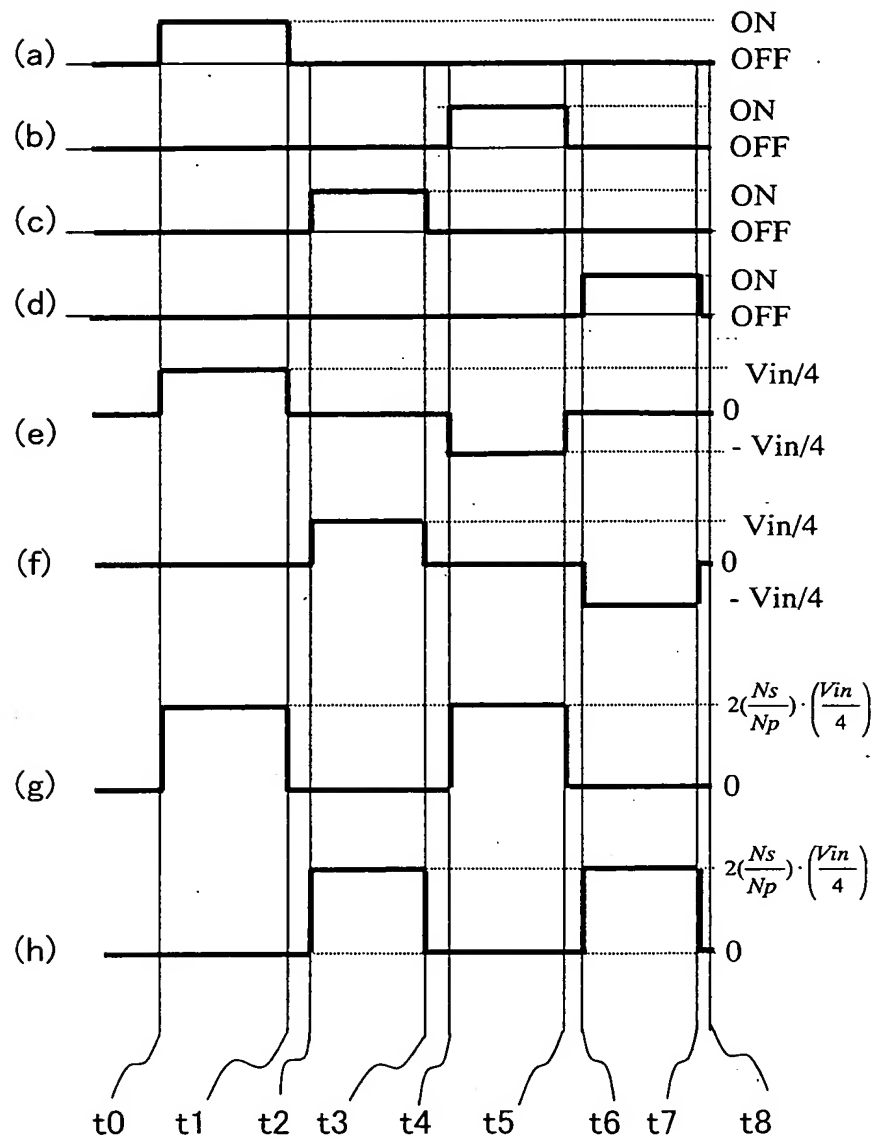 ON
(a) OFF
ON
(b) OFF
ON
(c) OFF
ON
(d) OFF
Vin/4
0
(e) - Vin/4
Vin/4
(f) 0
- Vin/4
2(Ns/Np)·(Vin/4)
(g) 0
2(Ns/Np)·(Vin/4)
(h) 0
t0 t1 t2 t3 t4 t5 t6 t7 t8